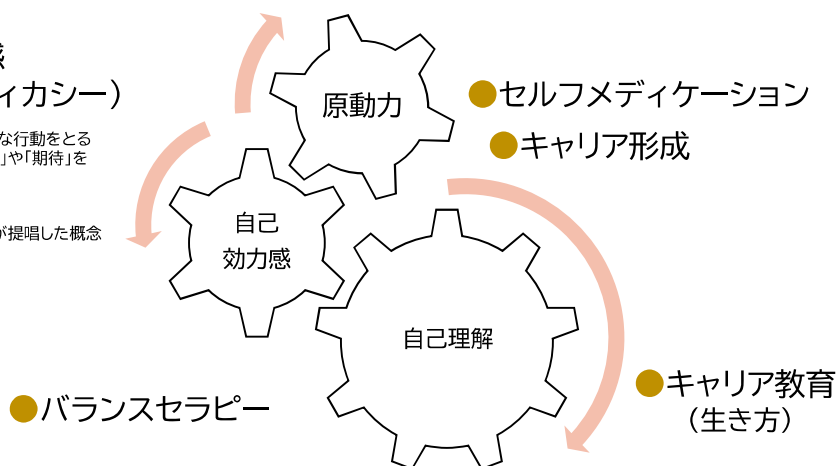 感
ィカシー）
な行動をとる
」や「期待」を
が提唱した概念
原動力
●セルフメディケーション
●キャリア形成
自己
効力感
自己理解
●バランスセラピー
●キャリア教育
（生き方）